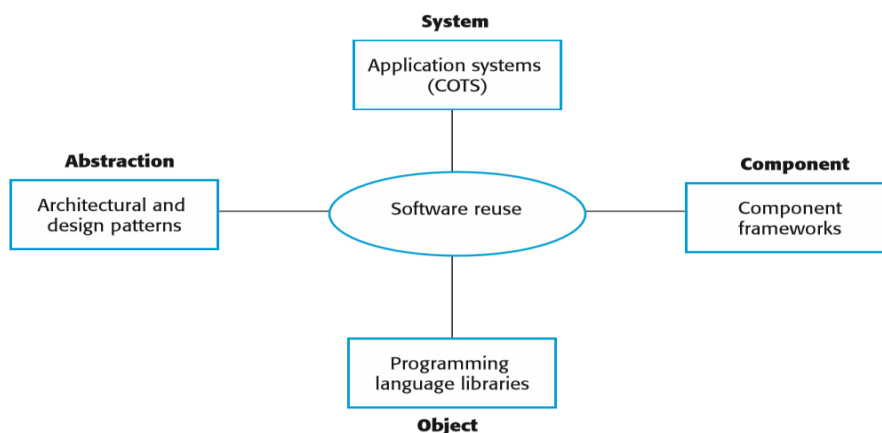 System
Application systems
(COTS)
Abstraction
Architectural and
design patterns
Software reuse
Component
Component
frameworks
Programming
language libraries
Object